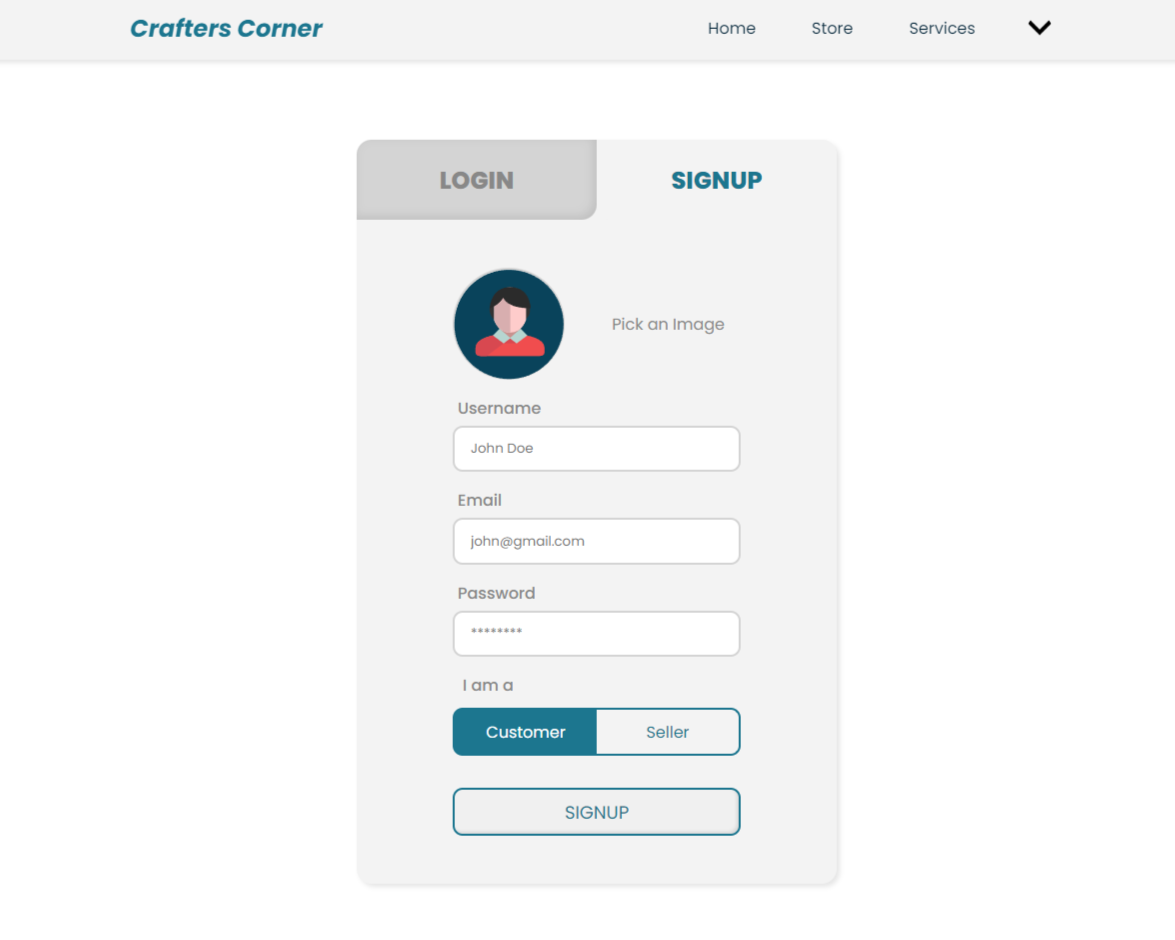 Crafters Corner Home Store Services
LOGIN SIGNUP
Pick an Image
Username
John Doe
Email
john@gmail.com
Password
********
I am a
Customer Seller
SIGNUP